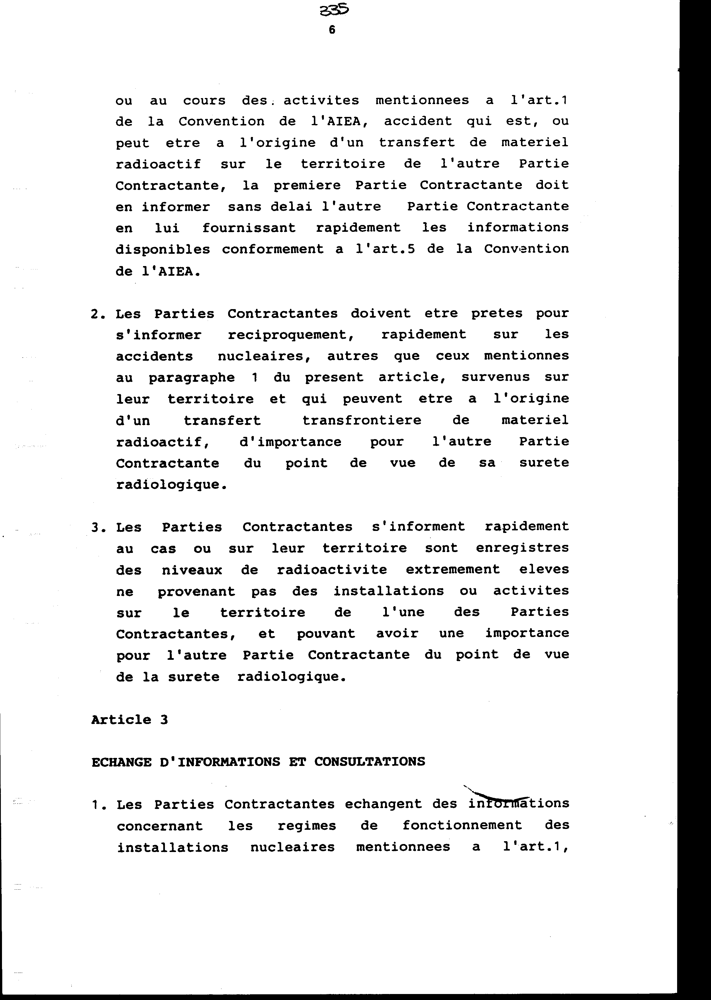 335
6
ou au cours des. activites mentionnees a l'art.1
de la Convention de l'AIEA, accident qui est, ou
peut etre a l'origine d'un transfert de materiel
radioactif sur le territoire de l'autre Partie
Contractante, la premiere Partie Contractante doit
en informer sans delai l'autre Partie Contractante
en lui fournissant rapidement les informations
disponibles conformement a l'art.5 de la Convention
de l'AIEA.
2. Les Parties Contractantes doivent etre pretes pour
s'informer reciproquement, rapidement sur les
accidents nucleaires, autres que ceux mentionnes
au paragraphe 1 du present article, survenus sur
leur territoire et qui peuvent etre a l'origine
d'un transfert transfrontiere de materiel
radioactif, d'importance pour l'autre Partie
Contractante du point de vue de sa surete
radiologique.
3. Les Parties Contractantes s'informent rapidement
au cas ou sur leur territoire sont enregistres
des niveaux de radioactivite extremement eleves
ne provenant pas des installations ou activites
sur le territoire de l'une des Parties
Contractantes, et pouvant avoir une importance
pour l'autre Partie Contractante du point de vue
de la surete radiologique.
Article 3
ECHANGE D'INFORMATIONS ET CONSULTATIONS
1. Les Parties Contractantes echangent des informations
concernant les regimes de fonctionnement des
installations nucleaires mentionnees a l'art.1,